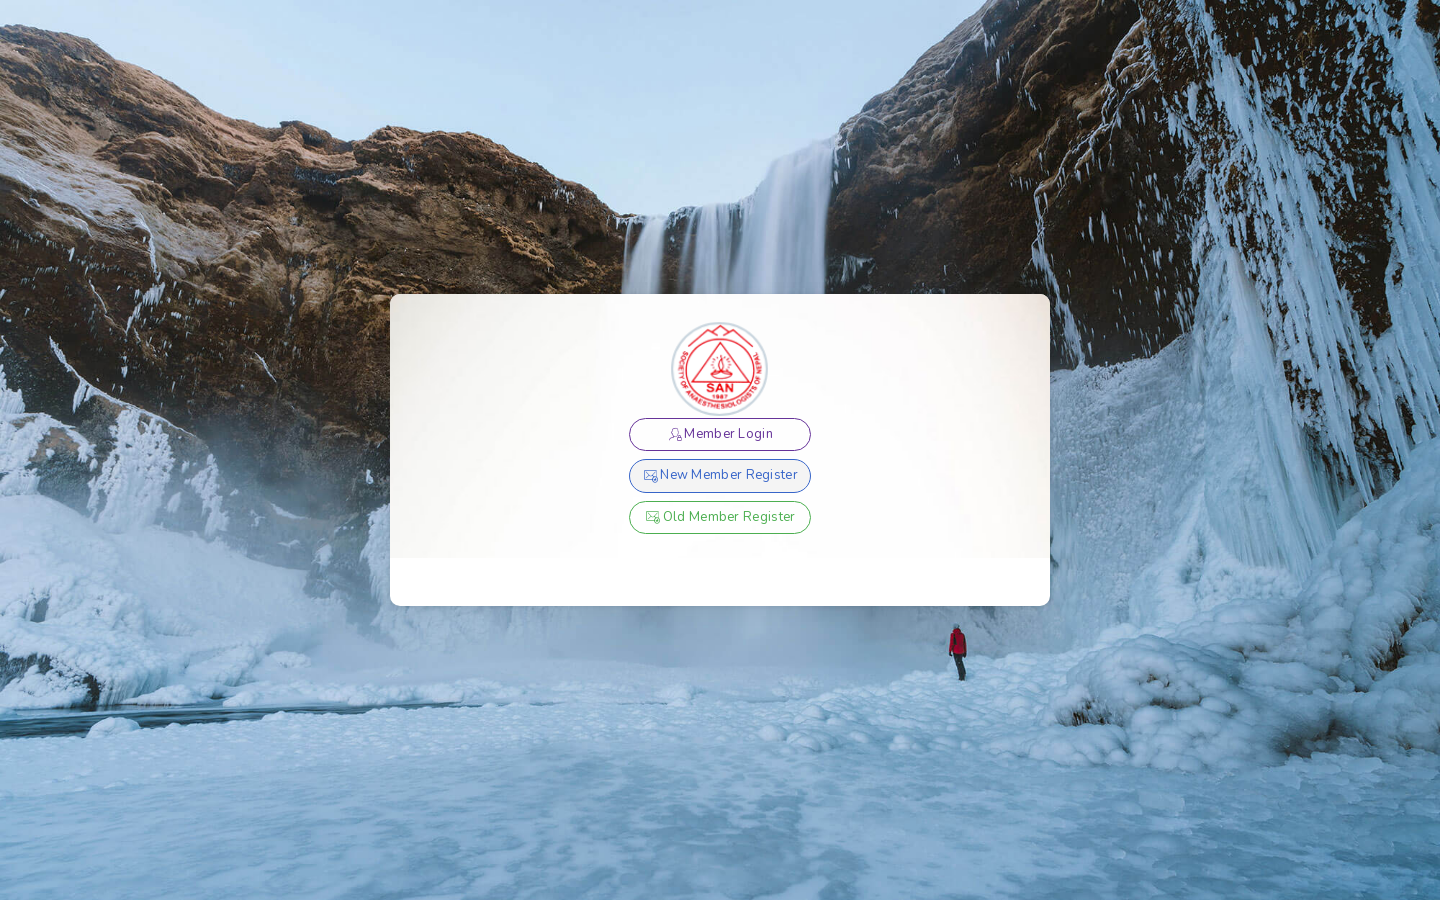 SOCIETY OF ANAESTHESIOLOGISTS OF NEPAL
SAN
1987
Member Login
New Member Register
Old Member Register